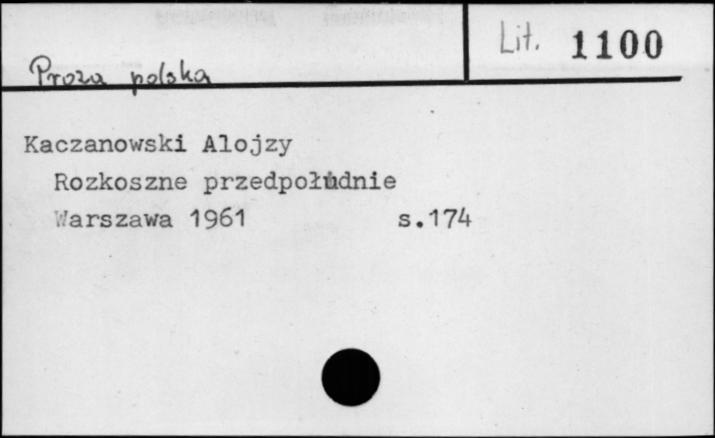 Proza polska
Lit. 1100
Kaczanowski Alojzy
Rozkoszne przedpołudnie
Warszawa 1961 s.174